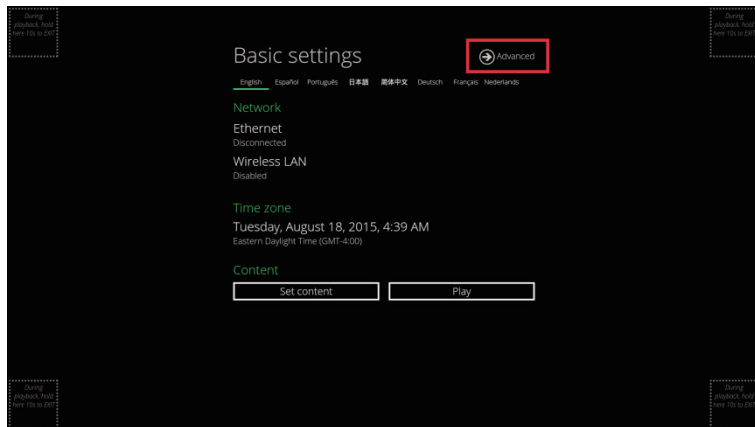 During
playback, hold
here 10s to EXIT
During
playback, hold
here 10s to EXIT
Basic settings
Advanced
English Español Português 日本語 简体中文 Deutsch Français Nederlands
Network
Ethernet
Disconnected
Wireless LAN
Disabled
Time zone
Tuesday, August 18, 2015, 4:39 AM
Eastern Daylight Time (GMT-4:00)
Content
Set content Play
During
playback, hold
here 10s to EXIT
During
playback, hold
here 10s to EXIT